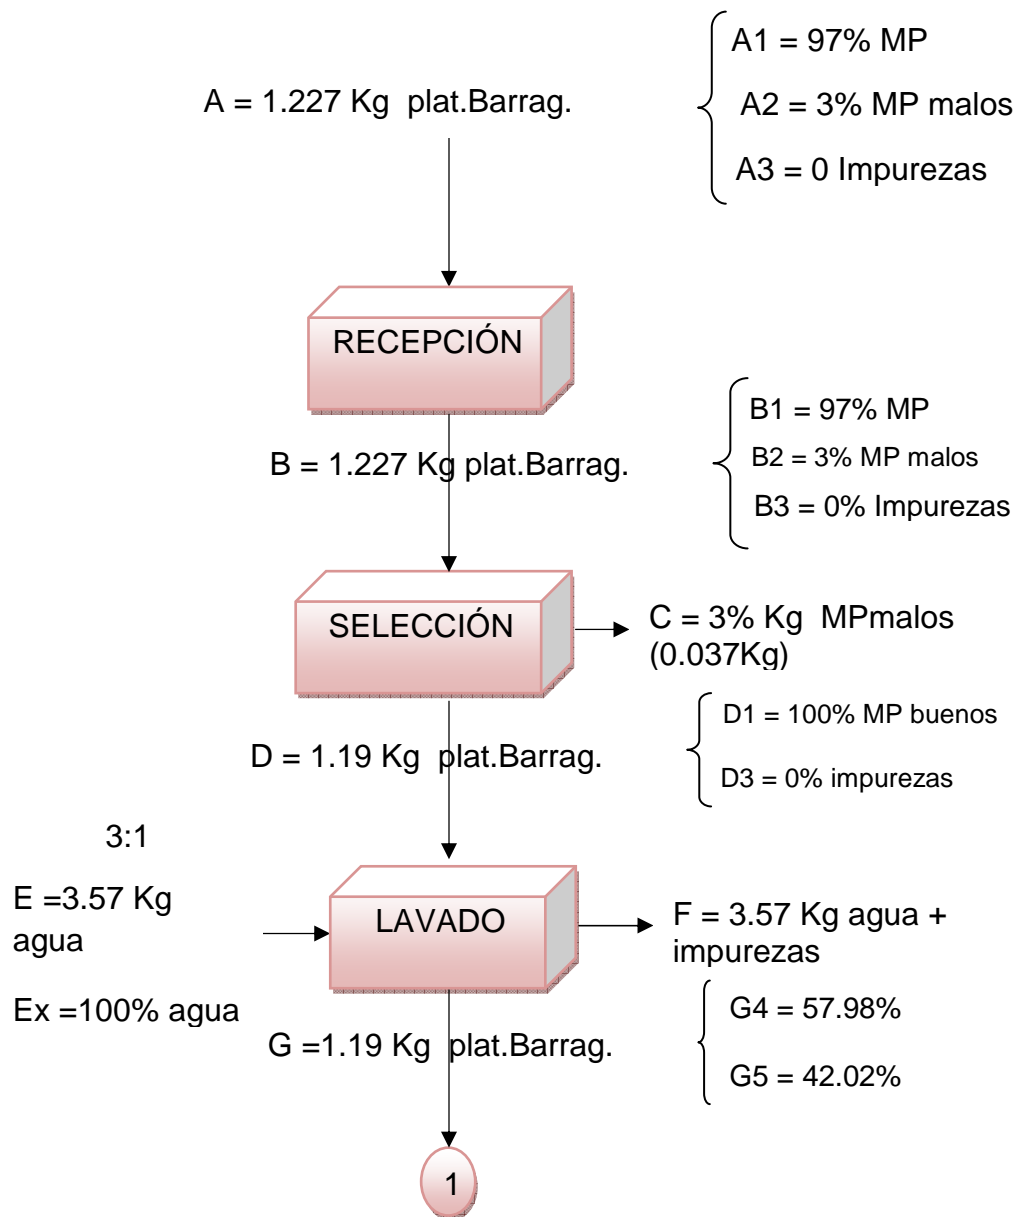 A = 1.227 Kg  plat.Barrag.
A1 = 97% MP
A2 = 3% MP malos
A3 = 0 Impurezas
RECEPCIÓN
B = 1.227 Kg plat.Barrag.
B1 = 97% MP
B2 = 3% MP malos
B3 = 0% Impurezas
SELECCIÓN
C = 3% Kg  MPmalos
(0.037Kg)
D = 1.19 Kg  plat.Barrag.
D1 = 100% MP buenos
D3 = 0% impurezas
3:1
E =3.57 Kg
agua
Ex =100% agua
LAVADO
F = 3.57 Kg agua +
impurezas
G =1.19 Kg  plat.Barrag.
G4 = 57.98%
G5 = 42.02%
1